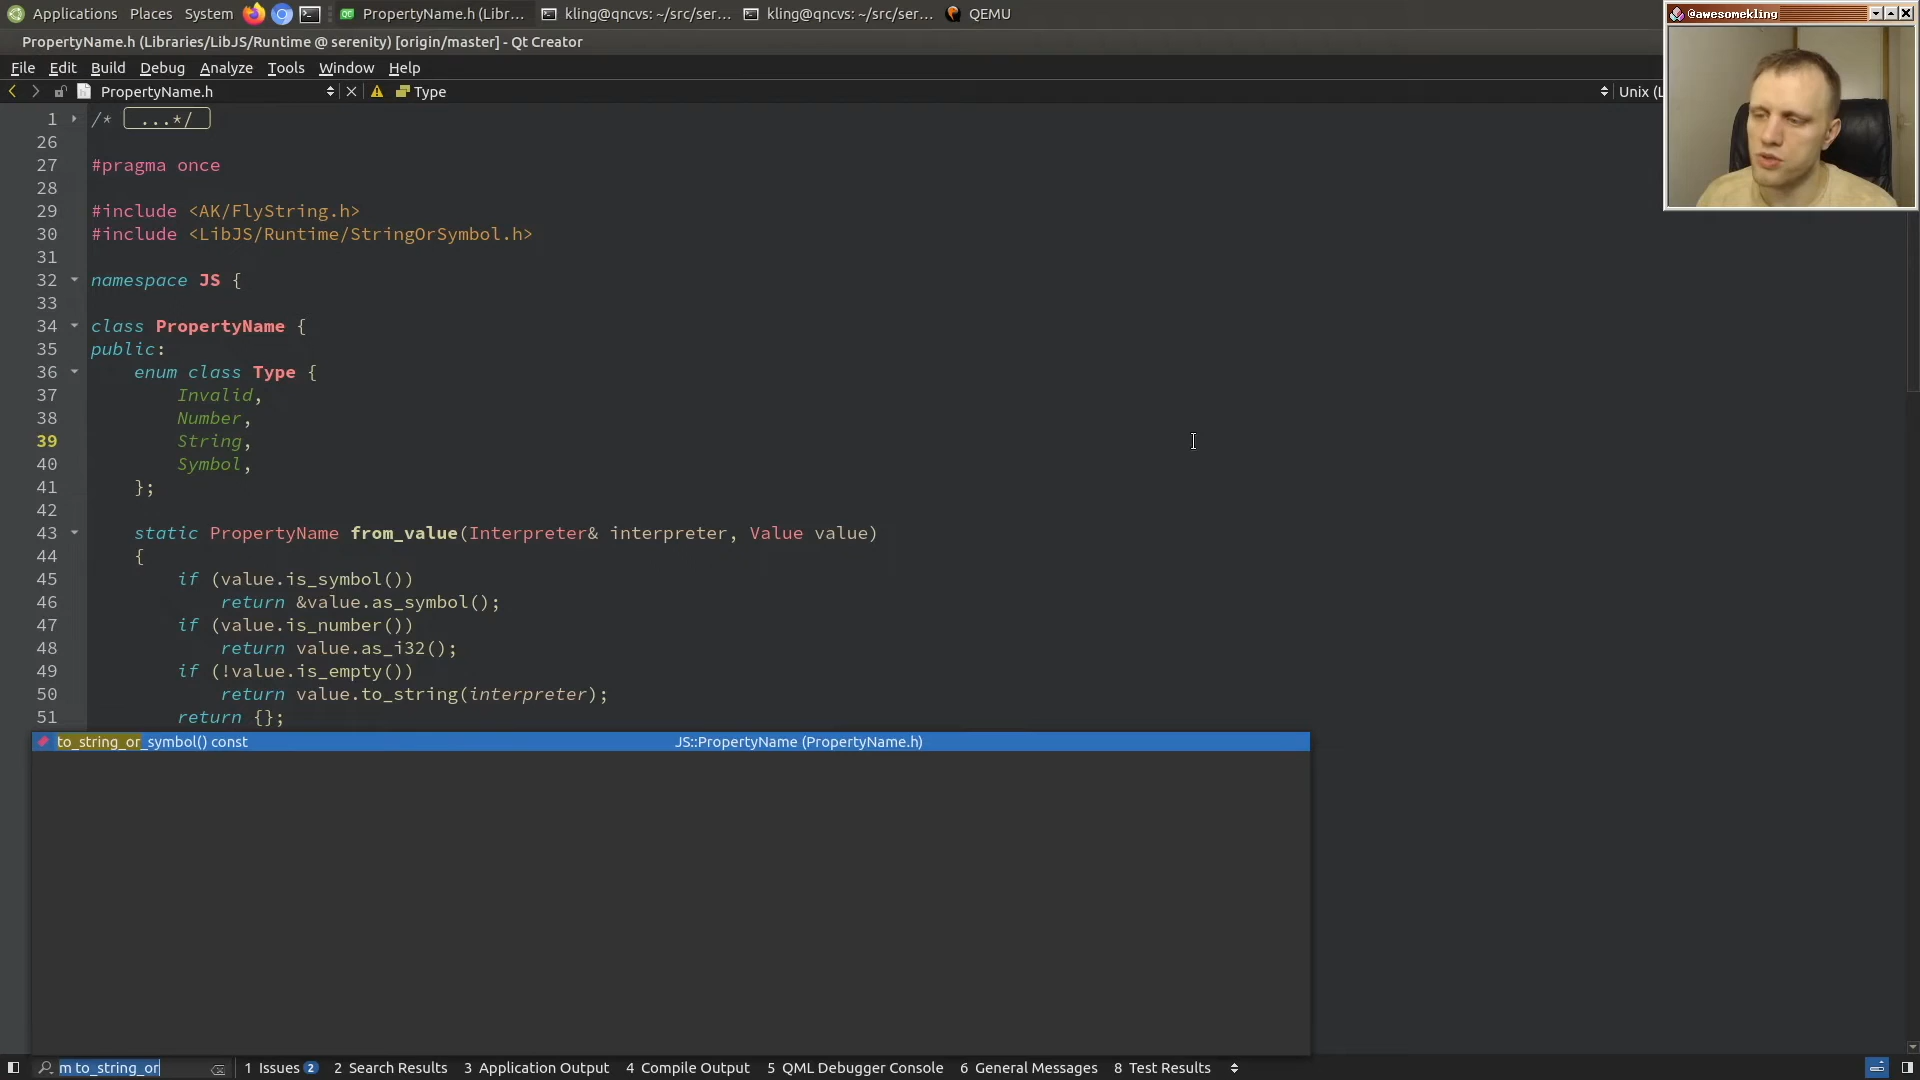 Applications Places System PropertyName.h (Libr... kling@qncvs: ~/src/ser... kling@qncvs: ~/src/ser... QEMU
@awesomekling
PropertyName.h (Libraries/LibJS/Runtime @ serenity) [origin/master] - Qt Creator
File Edit Build Debug Analyze Tools Window Help
PropertyName.h Type Unix (L
1 /* ...*/
26
27 #pragma once
28
29 #include <AK/FlyString.h>
30 #include <LibJS/Runtime/StringOrSymbol.h>
31
32 namespace JS {
33
34 class PropertyName {
35 public:
36 enum class Type {
37 Invalid,
38 Number,
39 String,
40 Symbol,
41 };
42
43 static PropertyName from_value(Interpreter& interpreter, Value value)
44 {
45 if (value.is_symbol())
46 return &value.as_symbol();
47 if (value.is_number())
48 return value.as_i32();
49 if (!value.is_empty())
50 return value.to_string(interpreter);
51 return {};
to_string_or_symbol() const JS::PropertyName (PropertyName.h)
m to_string_or 1 Issues 2 2 Search Results 3 Application Output 4 Compile Output 5 QML Debugger Console 6 General Messages 8 Test Results